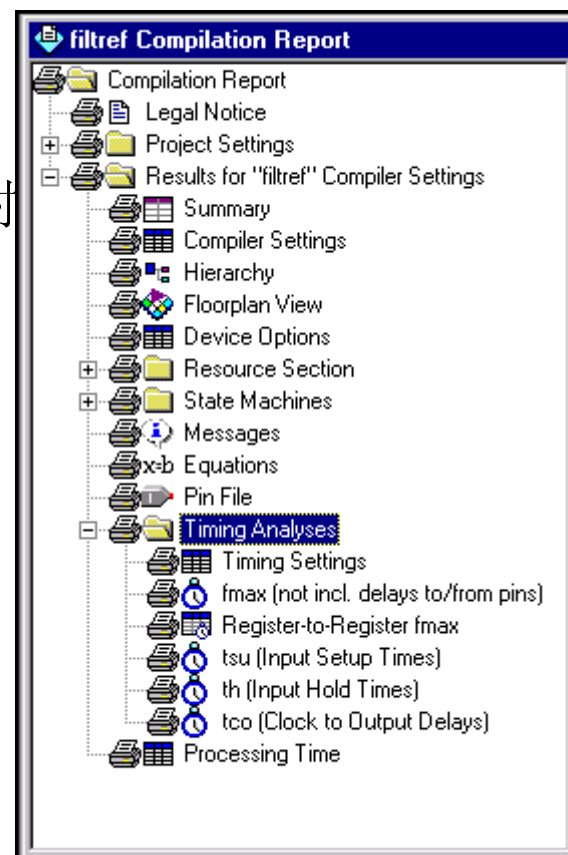 filtref Compilation Report
Compilation Report
Legal Notice
Project Settings
Results for "filtref" Compiler Settings
时
Summary
Compiler Settings
Hierarchy
Floorplan View
Device Options
Resource Section
State Machines
Messages
x=b Equations
Pin File
Timing Analyses
Timing Settings
fmax (not incl. delays to/from pins)
Register-to-Register fmax
tsu (Input Setup Times)
th (Input Hold Times)
tco (Clock to Output Delays)
Processing Time